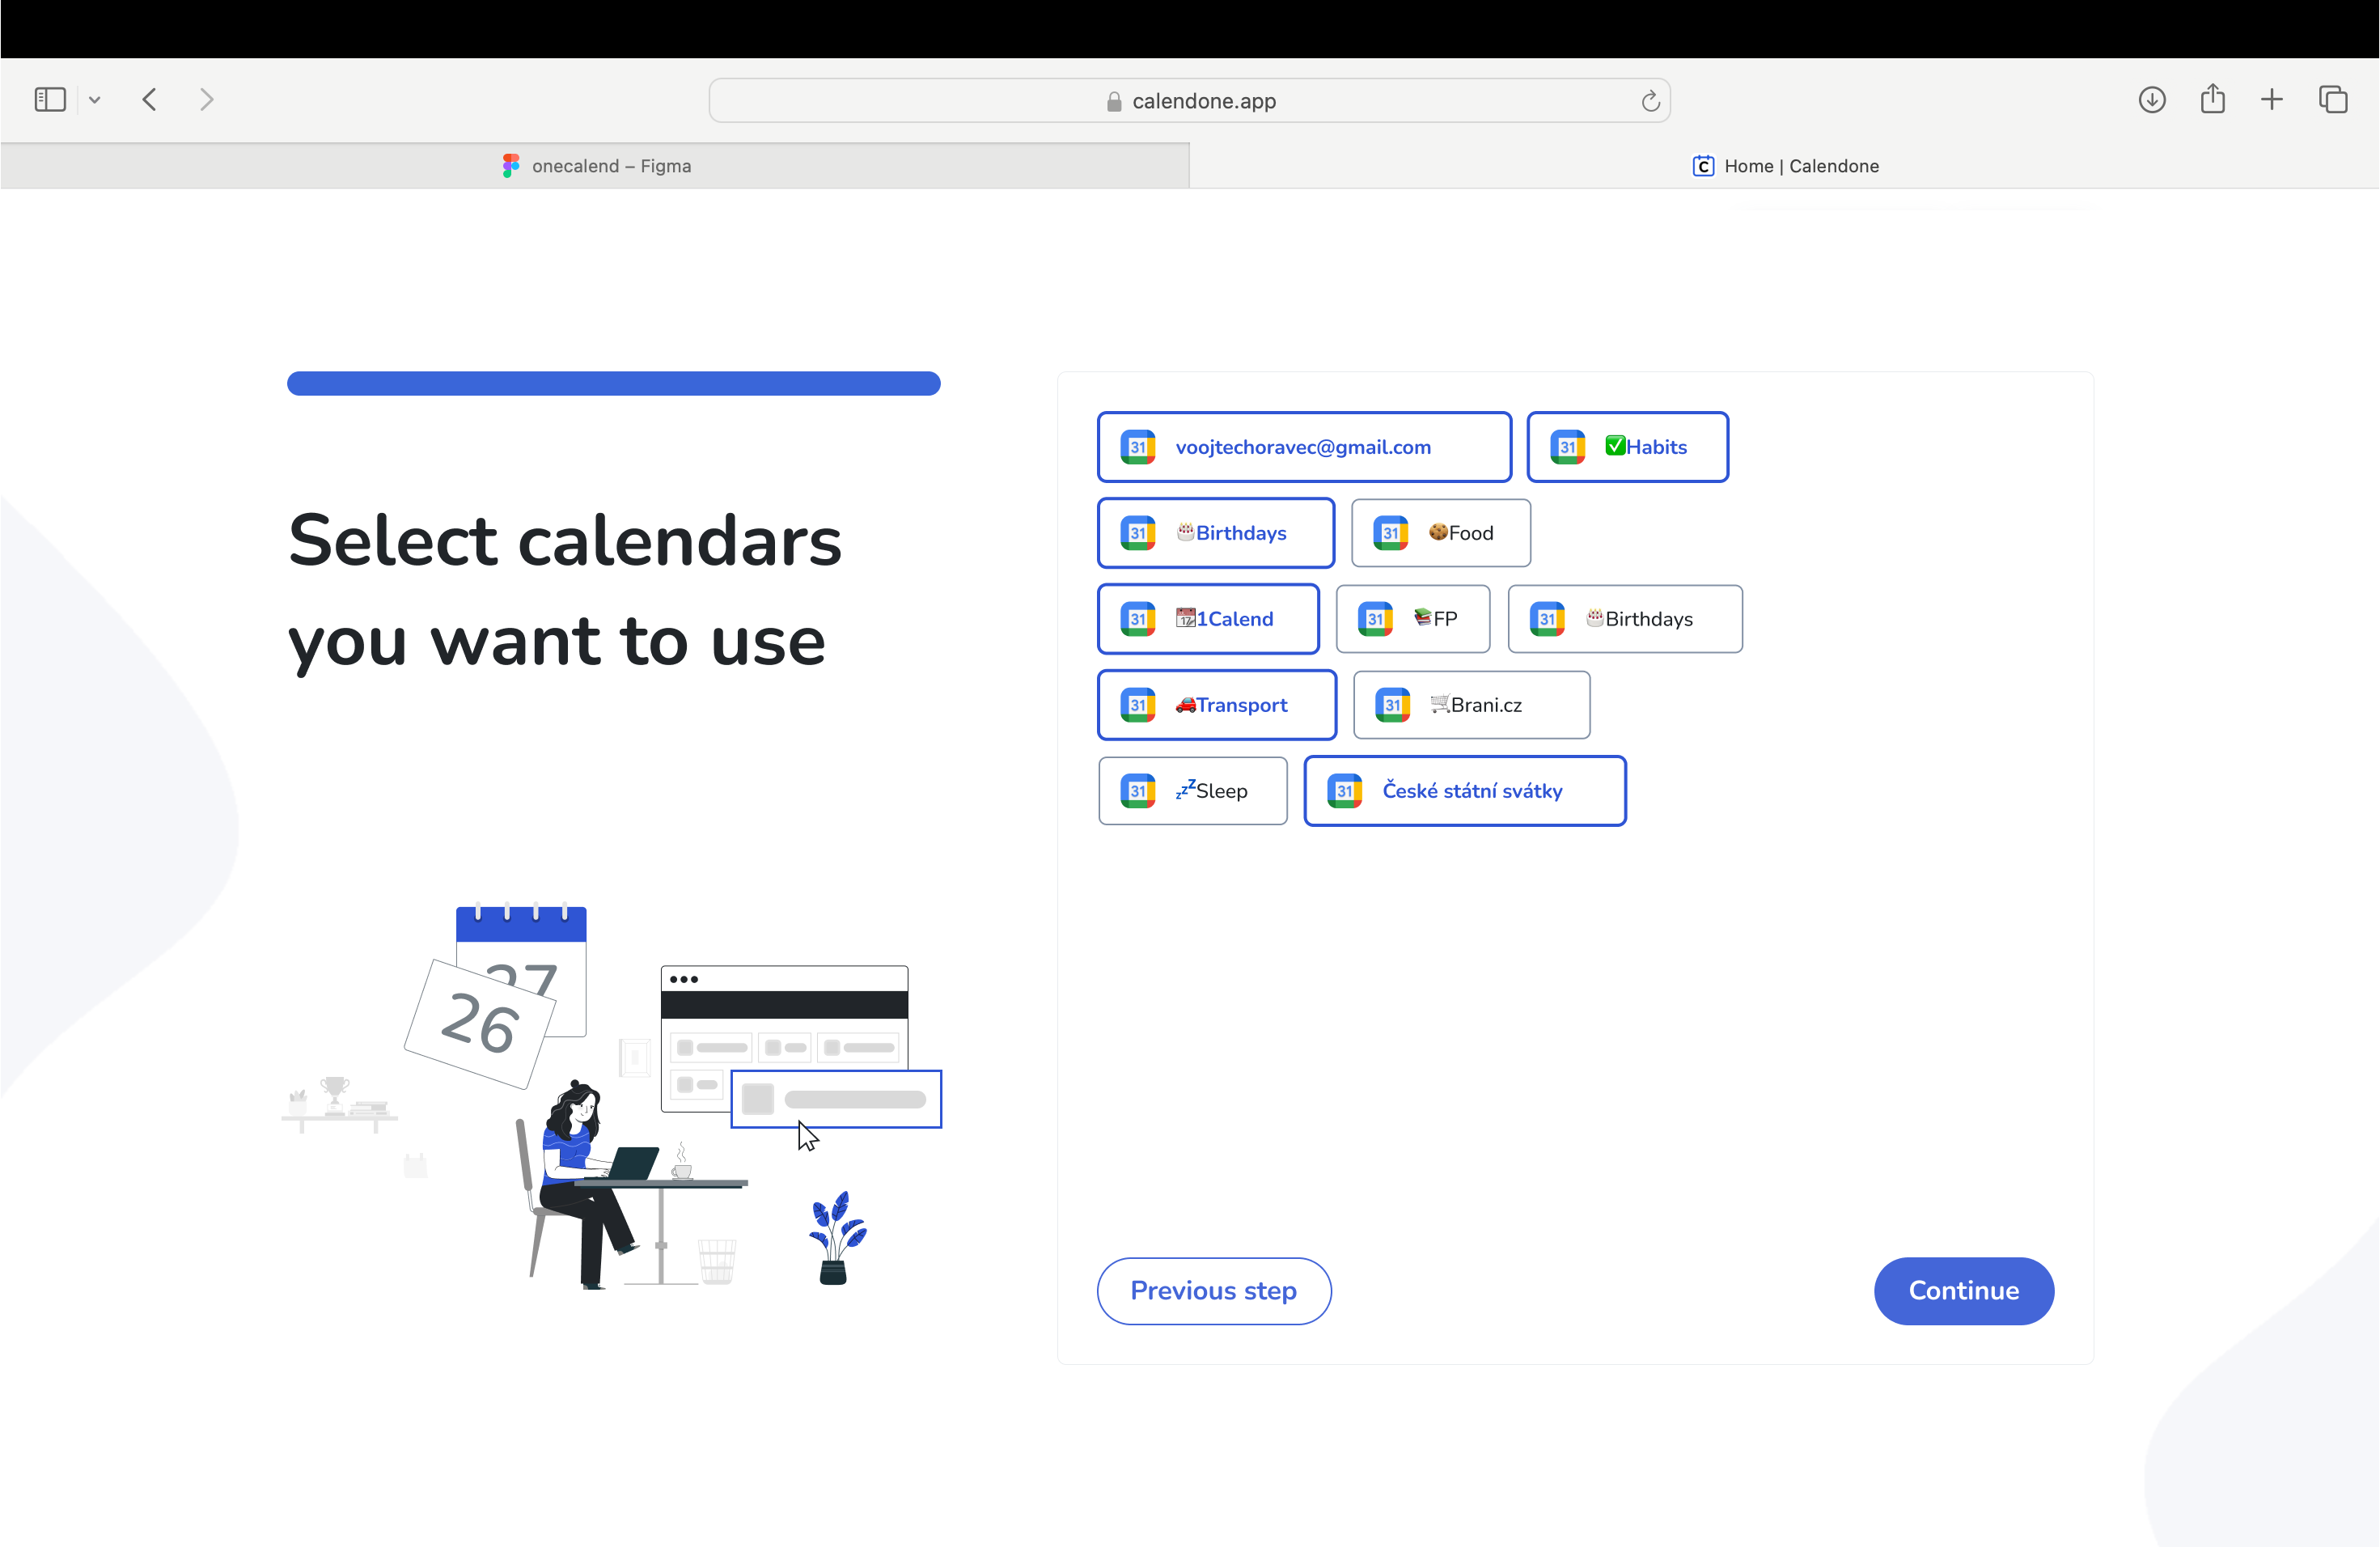 calendone.app
onecalend – Figma
Home | Calendone
Select calendars
you want to use
31 voojtechoravec@gmail.com
31 ✅Habits
31 🎂Birthdays
31 🍪Food
31 📆1Calend
31 📚FP
31 🎂Birthdays
31 🚗Transport
31 🛒Brani.cz
31 💤Sleep
31 České státní svátky
27
26
Previous step
Continue